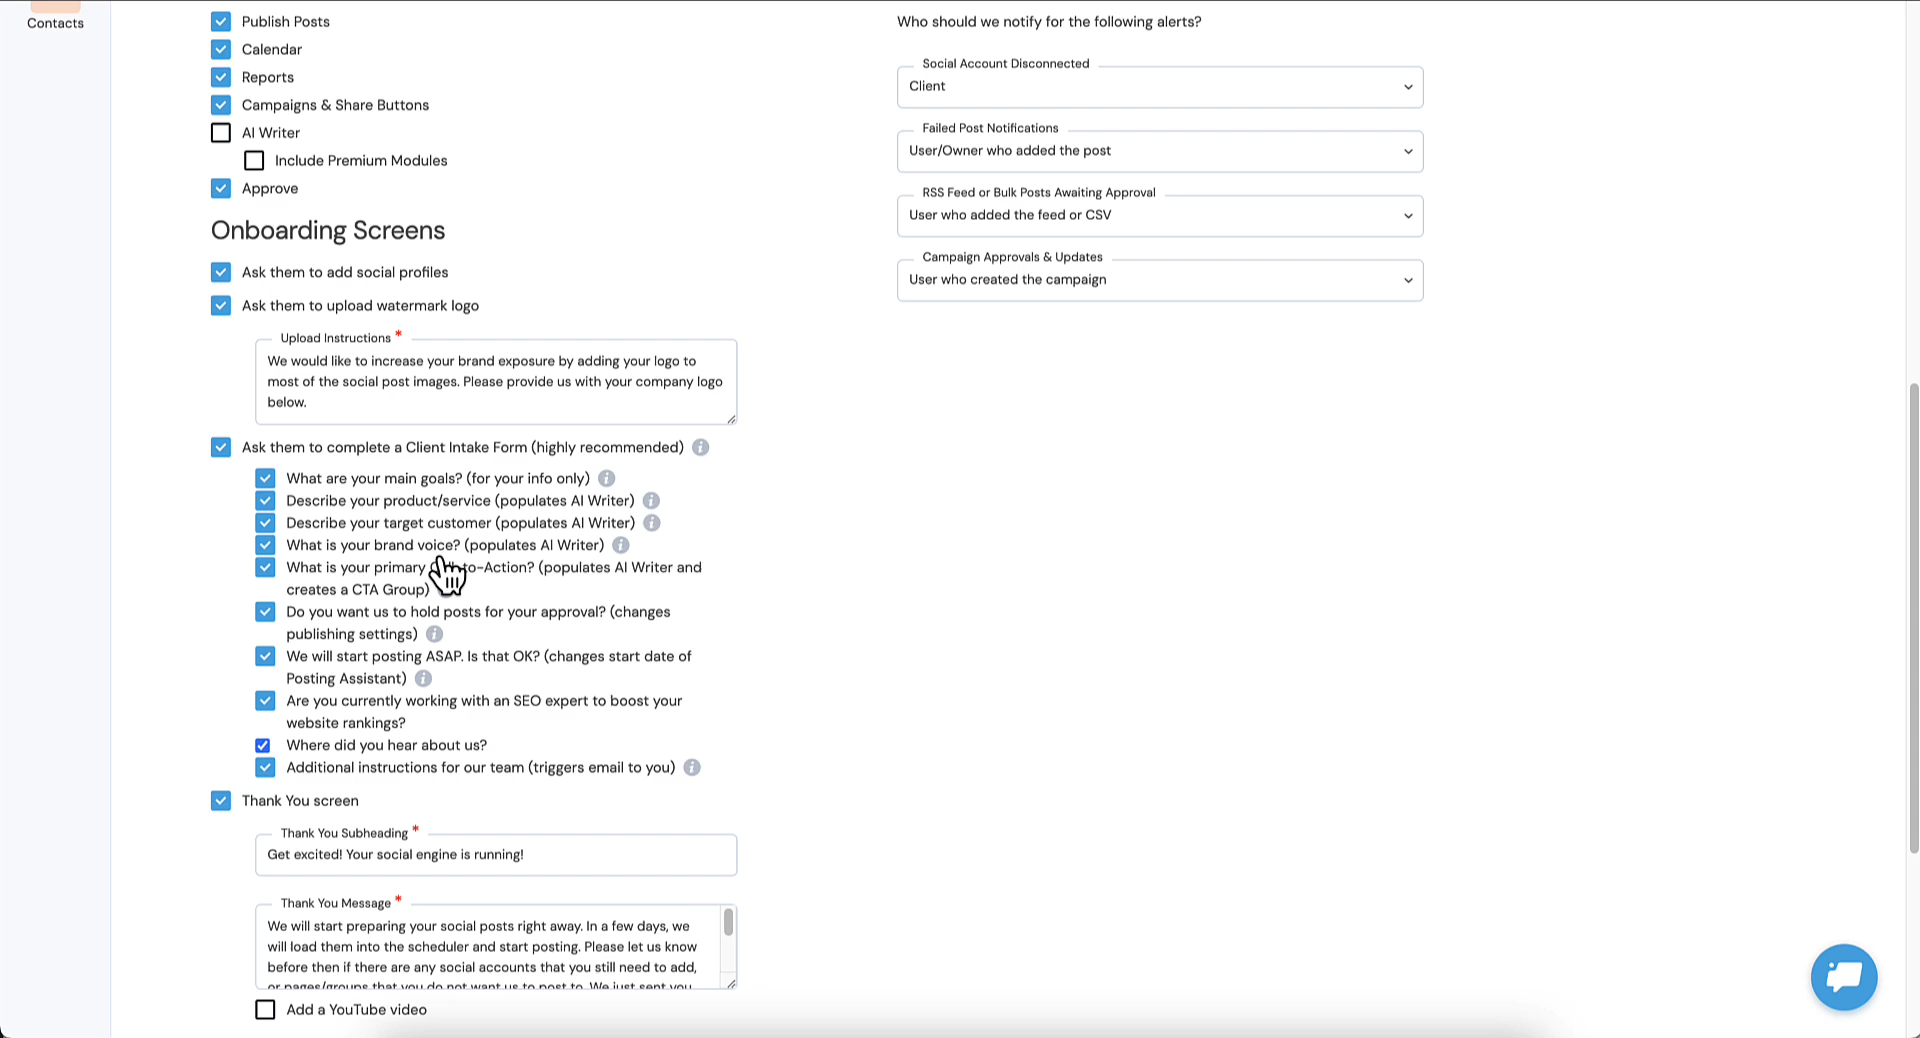 Contacts
Publish Posts
Calendar
Reports
Campaigns & Share Buttons
AI Writer
Include Premium Modules
Approve
Onboarding Screens
Ask them to add social profiles
Ask them to upload watermark logo
Upload Instructions *
We would like to increase your brand exposure by adding your logo to
most of the social post images. Please provide us with your company logo
below.
Ask them to complete a Client Intake Form (highly recommended)
What are your main goals? (for your info only)
Describe your product/service (populates AI Writer)
Describe your target customer (populates AI Writer)
What is your brand voice? (populates AI Writer)
What is your primary to-Action? (populates AI Writer and
creates a CTA Group)
Do you want us to hold posts for your approval? (changes
publishing settings)
We will start posting ASAP. Is that OK? (changes start date of
Posting Assistant)
Are you currently working with an SEO expert to boost your
website rankings?
Where did you hear about us?
Additional instructions for our team (triggers email to you)
Thank You screen
Thank You Subheading *
Get excited! Your social engine is running!
Thank You Message *
We will start preparing your social posts right away. In a few days, we
will load them into the scheduler and start posting. Please let us know
before then if there are any social accounts that you still need to add,
or pages/groups that you do not want us to post to. We just sent you
Add a YouTube video
Who should we notify for the following alerts?
Social Account Disconnected
Client
Failed Post Notifications
User/Owner who added the post
RSS Feed or Bulk Posts Awaiting Approval
User who added the feed or CSV
Campaign Approvals & Updates
User who created the campaign